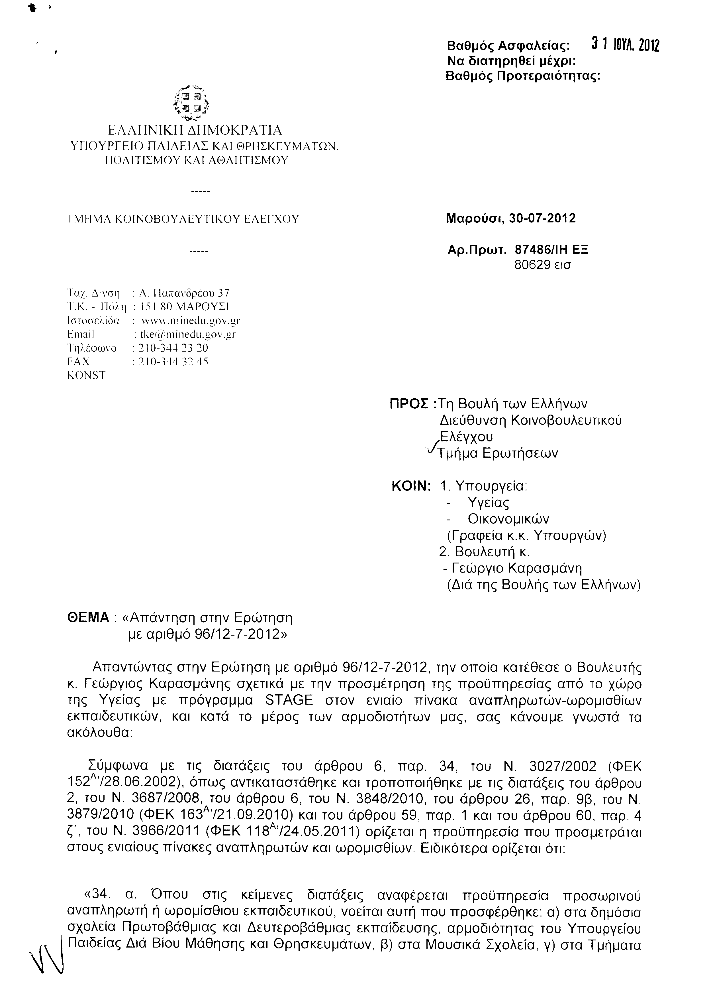 Βαθμός Ασφαλείας: 31 ΙΟΥΛ. 2012
Να διατηρηθεί μέχρι:
Βαθμός Προτεραιότητας:
ΕΛΛΗΝΙΚΗ ΔΗΜΟΚΡΑΤΙΑ
ΥΠΟΥΡΓΕΙΟ ΠΑΙΔΕΙΑΣ ΚΑΙ ΘΡΗΣΚΕΥΜΑΤΩΝ,
ΠΟΛΙΤΙΣΜΟΥ ΚΑΙ ΑΘΛΗΤΙΣΜΟΥ
-----
ΤΜΗΜΑ ΚΟΙΝΟΒΟΥΛΕΥΤΙΚΟΥ ΕΛΕΓΧΟΥ
Μαρούσι, 30-07-2012
-----
Αρ.Πρωτ. 87486/ΙΗ ΕΞ
80629 εισ
Ταχ. Δ νση : Α. Παπανδρέου 37
Τ.Κ. - Πόλη : 151 80 ΜΑΡΟΥΣΙ
Ιστοσελίδα : www.minedu.gov.gr
Email : tke@minedu.gov.gr
Τηλέφωνο : 210-344 23 20
FAX : 210-344 32 45
KONST
ΠΡΟΣ :Τη Βουλή των Ελλήνων
Διεύθυνση Κοινοβουλευτικού
Ελέγχου
Τμήμα Ερωτήσεων
ΚΟΙΝ: 1. Υπουργεία:
- Υγείας
- Οικονομικών
(Γραφεία κ.κ. Υπουργών)
2. Βουλευτή κ.
- Γεώργιο Καρασμάνη
(Διά της Βουλής των Ελλήνων)
ΘΕΜΑ : «Απάντηση στην Ερώτηση
με αριθμό 96/12-7-2012»
Απαντώντας στην Ερώτηση με αριθμό 96/12-7-2012, την οποία κατέθεσε ο Βουλευτής
κ. Γεώργιος Καρασμάνης σχετικά με την προσμέτρηση της προϋπηρεσίας από το χώρο
της Υγείας με πρόγραμμα STAGE στον ενιαίο πίνακα αναπληρωτών-ωρομισθίων
εκπαιδευτικών, και κατά το μέρος των αρμοδιοτήτων μας, σας κάνουμε γνωστά τα
ακόλουθα:
Σύμφωνα με τις διατάξεις του άρθρου 6, παρ. 34, του Ν. 3027/2002 (ΦΕΚ
152Α’/28.06.2002), όπως αντικαταστάθηκε και τροποποιήθηκε με τις διατάξεις του άρθρου
2, του Ν. 3687/2008, του άρθρου 6, του Ν. 3848/2010, του άρθρου 26, παρ. 9β, του Ν.
3879/2010 (ΦΕΚ 163Α’/21.09.2010) και του άρθρου 59, παρ. 1 και του άρθρου 60, παρ. 4
ζ΄, του Ν. 3966/2011 (ΦΕΚ 118Α’/24.05.2011) ορίζεται η προϋπηρεσία που προσμετράται
στους ενιαίους πίνακες αναπληρωτών και ωρομισθίων. Ειδικότερα ορίζεται ότι:
«34. α. Όπου στις κείμενες διατάξεις αναφέρεται προϋπηρεσία προσωρινού
αναπληρωτή ή ωρομίσθιου εκπαιδευτικού, νοείται αυτή που προσφέρθηκε: α) στα δημόσια
σχολεία Πρωτοβάθμιας και Δευτεροβάθμιας εκπαίδευσης, αρμοδιότητας του Υπουργείου
Παιδείας Διά Βίου Μάθησης και Θρησκευμάτων, β) στα Μουσικά Σχολεία, γ) στα Τμήματα